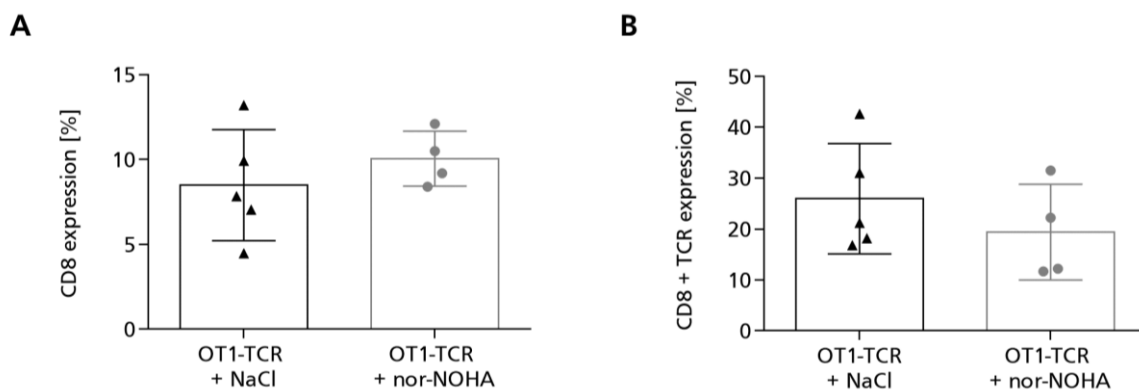 A
CD8 expression [%]
15
10
5
0
OT1-TCR
+ NaCl
OT1-TCR
+ nor-NOHA
B
CD8 + TCR expression [%]
50
40
30
20
10
0
OT1-TCR
+ NaCl
OT1-TCR
+ nor-NOHA